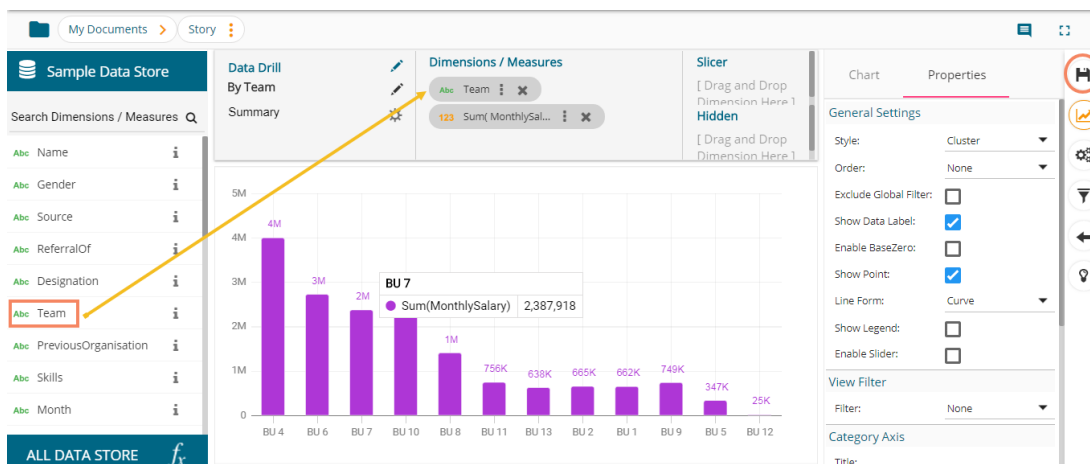 My Documents
Story
Sample Data Store
Search Dimensions / Measures
Abc Name
Abc Gender
Abc Source
Abc ReferralOf
Abc Designation
Abc Team
Abc PreviousOrganisation
Abc Skills
Abc Month
ALL DATA STORE
fx
Data Drill
By Team
Summary
Dimensions / Measures
Abc Team
123 Sum( MonthlySal...
Slicer
[ Drag and Drop
Dimension Here ]
Hidden
[ Drag and Drop
Dimension Here ]
5M
4M
3M
2M
1M
0
4M
3M
2M
1M
756K
638K
665K
662K
749K
347K
25K
BU 7
Sum(MonthlySalary) 2,387,918
BU 4 BU 6 BU 7 BU 10 BU 8 BU 11 BU 13 BU 2 BU 1 BU 9 BU 5 BU 12
Chart Properties
General Settings
Style: Cluster
Order: None
Exclude Global Filter:
Show Data Label:
Enable BaseZero:
Show Point:
Line Form: Curve
Show Legend:
Enable Slider:
View Filter
Filter: None
Category Axis
Title: